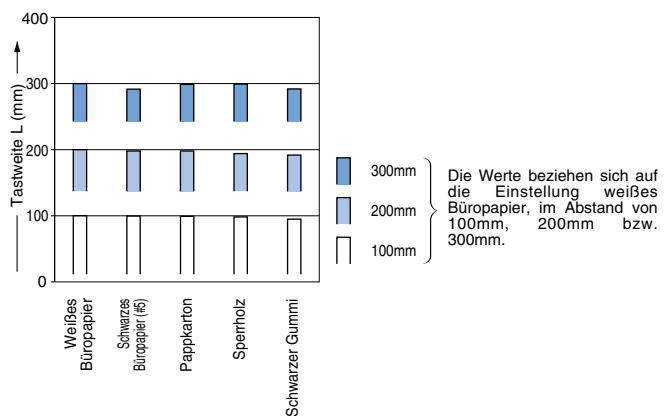 Tastweite L (mm)
400
300
200
100
0
Weißes
Büropapier
Schwarzes
Büropapier (#5)
Pappkarton
Sperrholz
Schwarzer Gummi
300mm
200mm
100mm
Die Werte beziehen sich auf
die Einstellung weißes
Büropapier, im Abstand von
100mm, 200mm bzw.
300mm.